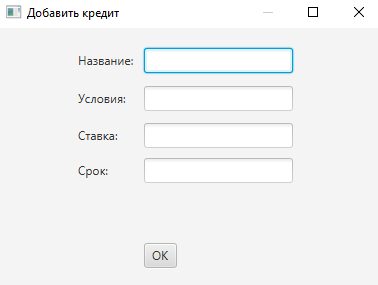 Добавить кредит
Название:
Условия:
Ставка:
Срок:
OK